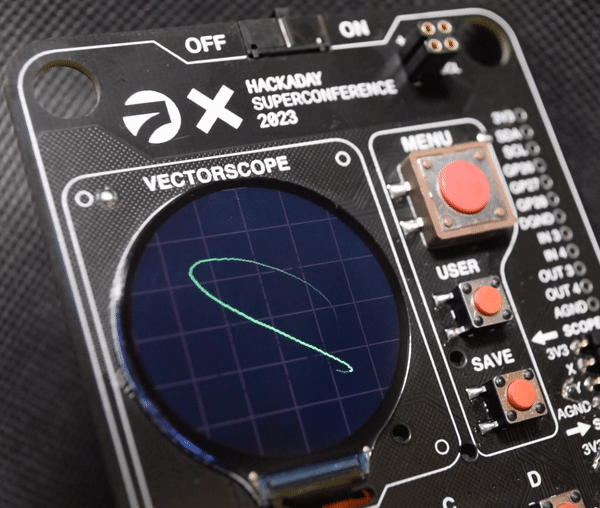 OFF
ON
HACKADAY
SUPERCONFERENCE
2023
VECTORSCOPE
MENU
USER
SAVE
3V3
SDA
SCL
GP26
GP27
GP28
DGND
IN 3
IN 4
OUT 3
OUT 4
AGND
SCOPE
3V3
X
Y
AGND
3V3
C
D